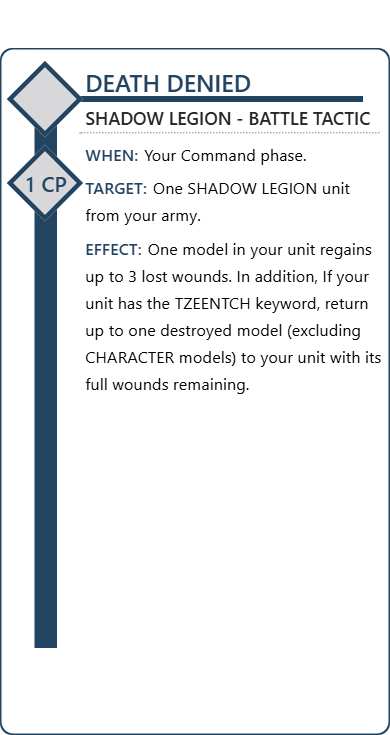 DEATH DENIED
SHADOW LEGION - BATTLE TACTIC
WHEN: Your Command phase.
1 CP
TARGET: One SHADOW LEGION unit
from your army.
EFFECT: One model in your unit regains
up to 3 lost wounds. In addition, If your
unit has the TZEENTCH keyword, return
up to one destroyed model (excluding
CHARACTER models) to your unit with its
full wounds remaining.